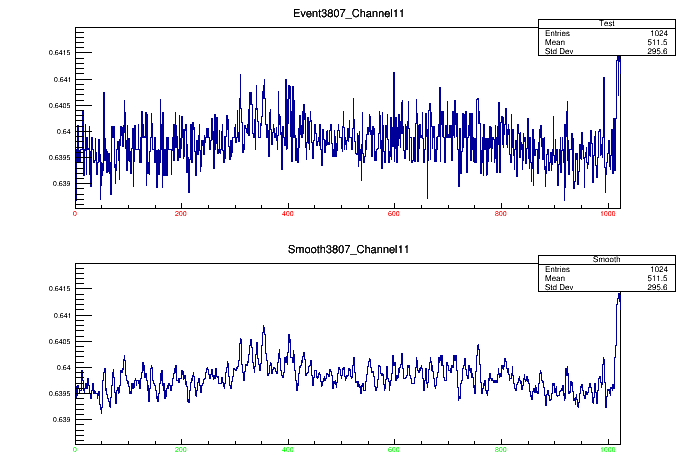 Event3807_Channel11
Test
Entries 1024
Mean 511.5
Std Dev 295.6
0.6415
0.641
0.6405
0.64
0.6395
0.639
0 200 400 600 800 1000
Smooth3807_Channel11
Smooth
Entries 1024
Mean 511.5
Std Dev 295.6
0.6415
0.641
0.6405
0.64
0.6395
0.639
0 200 400 600 800 1000